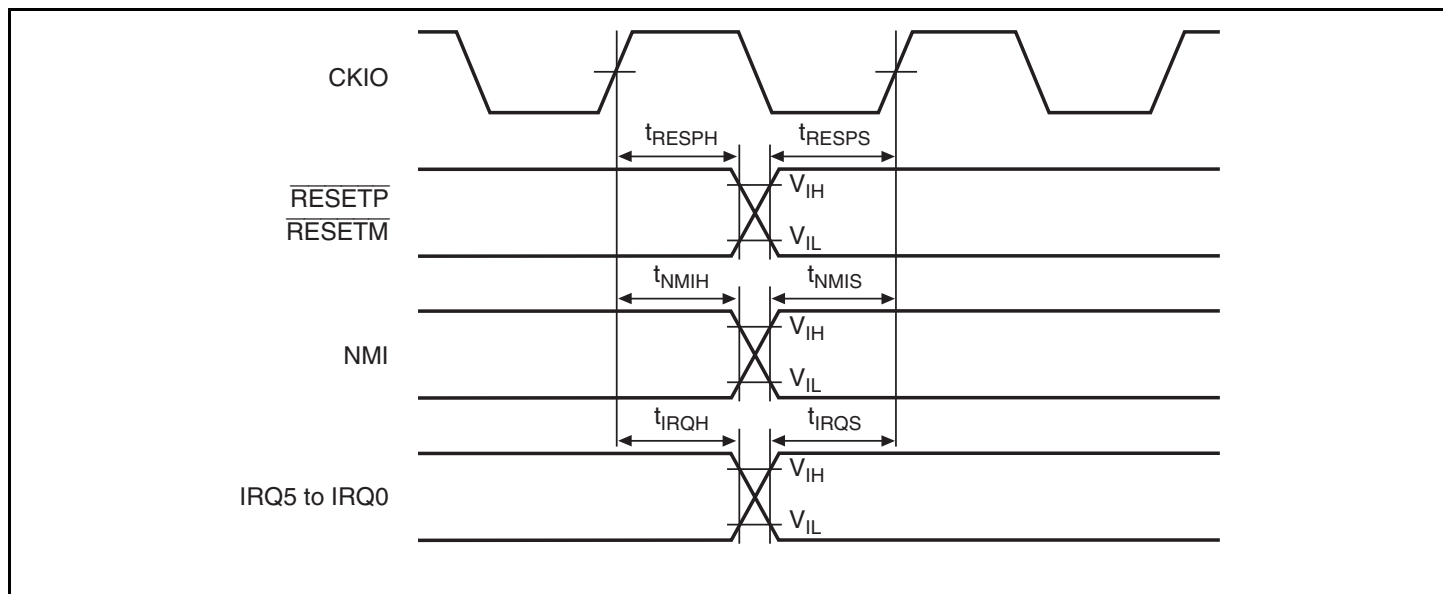 CKIO
tRESPH
tRESPS
RESETP
RESETM
VIH
VIL
tNMIH
tNMIS
NMI
VIH
VIL
tIRQH
tIRQS
IRQ5 to IRQ0
VIH
VIL